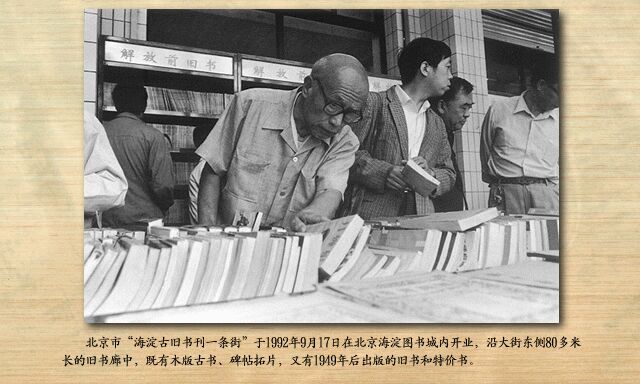 解放前旧书
解放前
北京市“海淀古旧书刊一条街”于1992年9月17日在北京海淀图书城内开业，沿大街东侧80多米
长的旧书廊中，既有木版古书、碑帖拓片，又有1949年后出版的旧书和特价书。